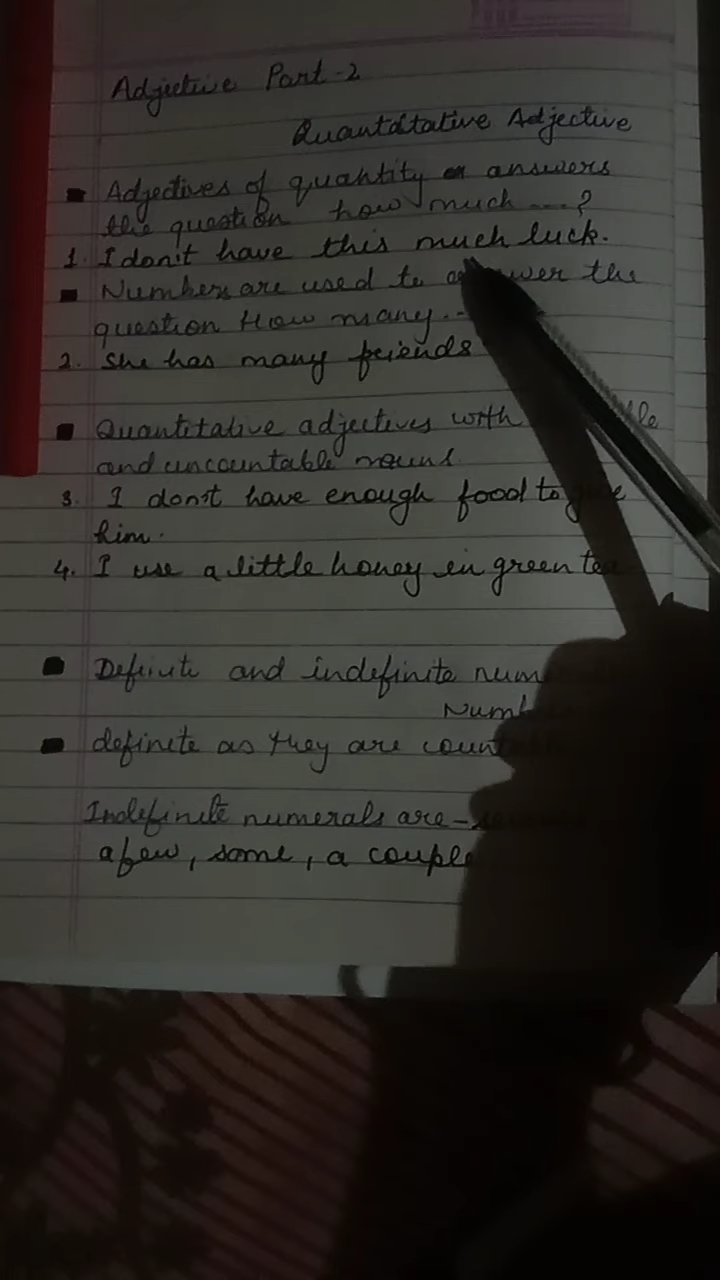 Adjective Part-2
Quantitative Adjective
Adjectives of quantity answers
the question how much ....?
1. I don't have this much luck.
Numbers are used to the
question How many..
2. She has many friends
Quantitative adjectives with
and uncountable nouns.
3. I don't have enough food to
him.
4. I use a little honey in green
Definite and indefinite
definite as they are
Indefinite numerals are-
a few, some, a couple